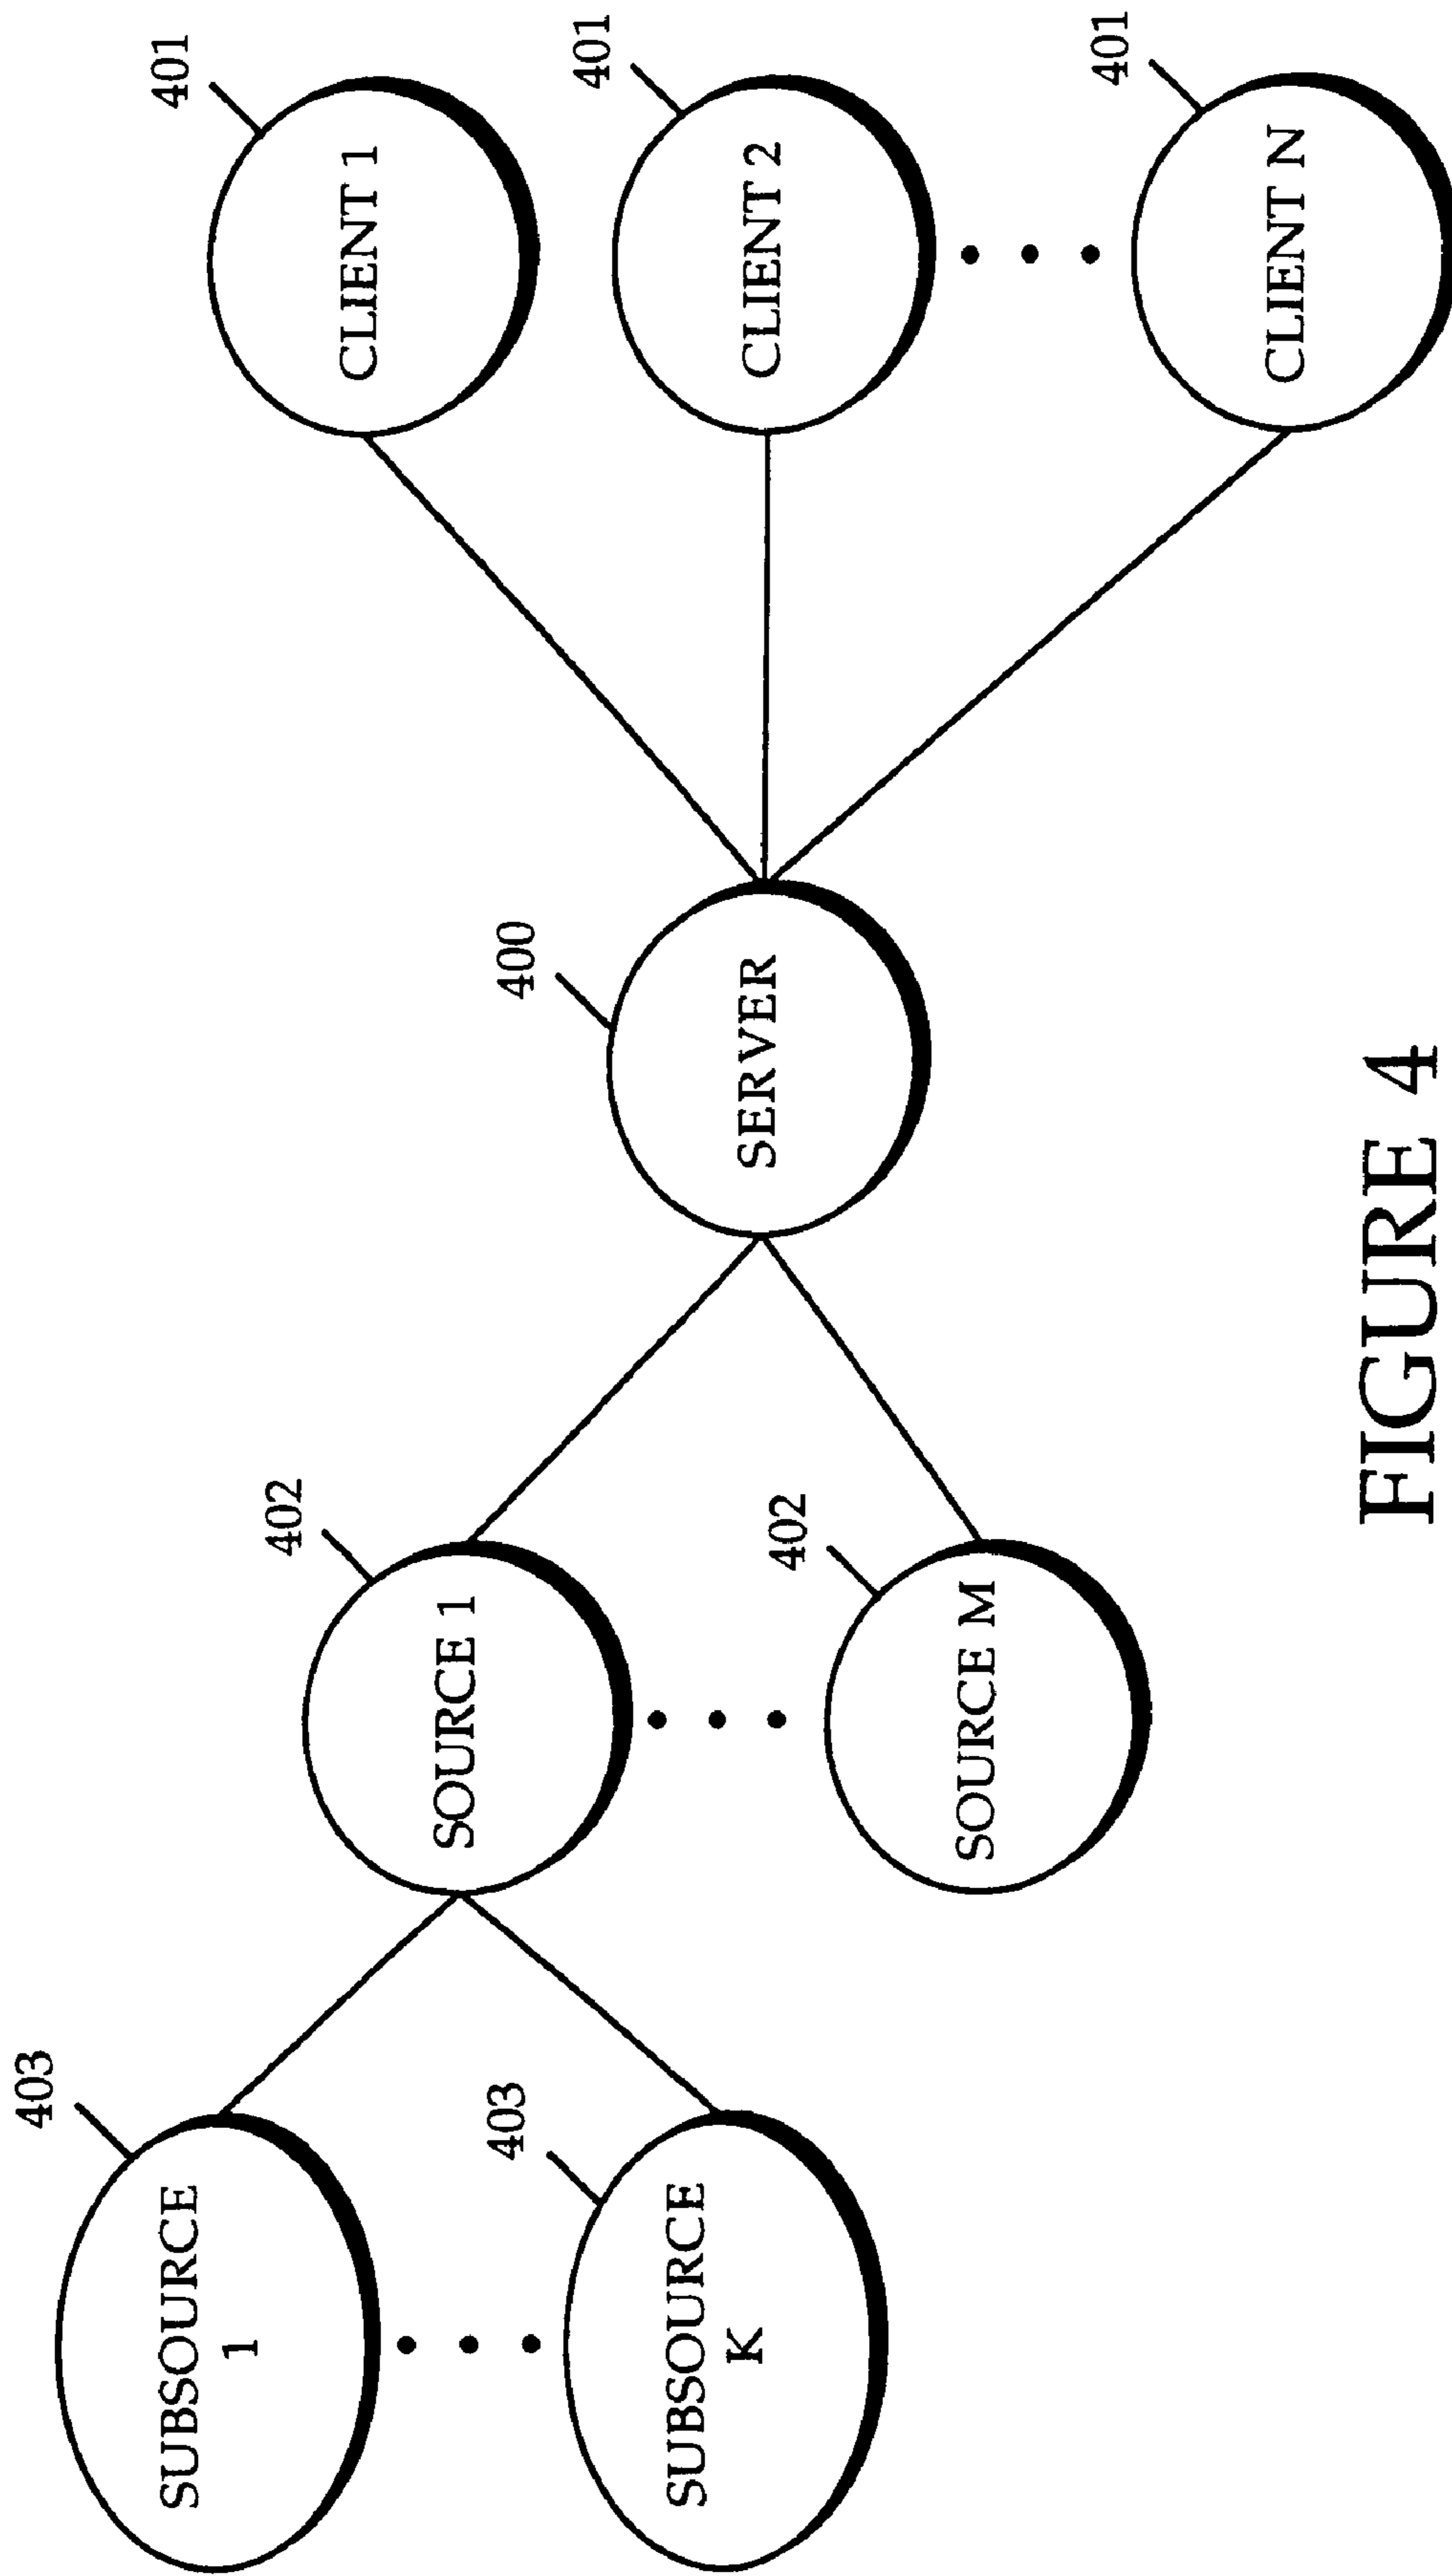 403
SUBSOURCE
1
403
SUBSOURCE
K
402
SOURCE 1
402
SOURCE M
400
SERVER
401
CLIENT 1
401
CLIENT 2
401
CLIENT N
FIGURE 4